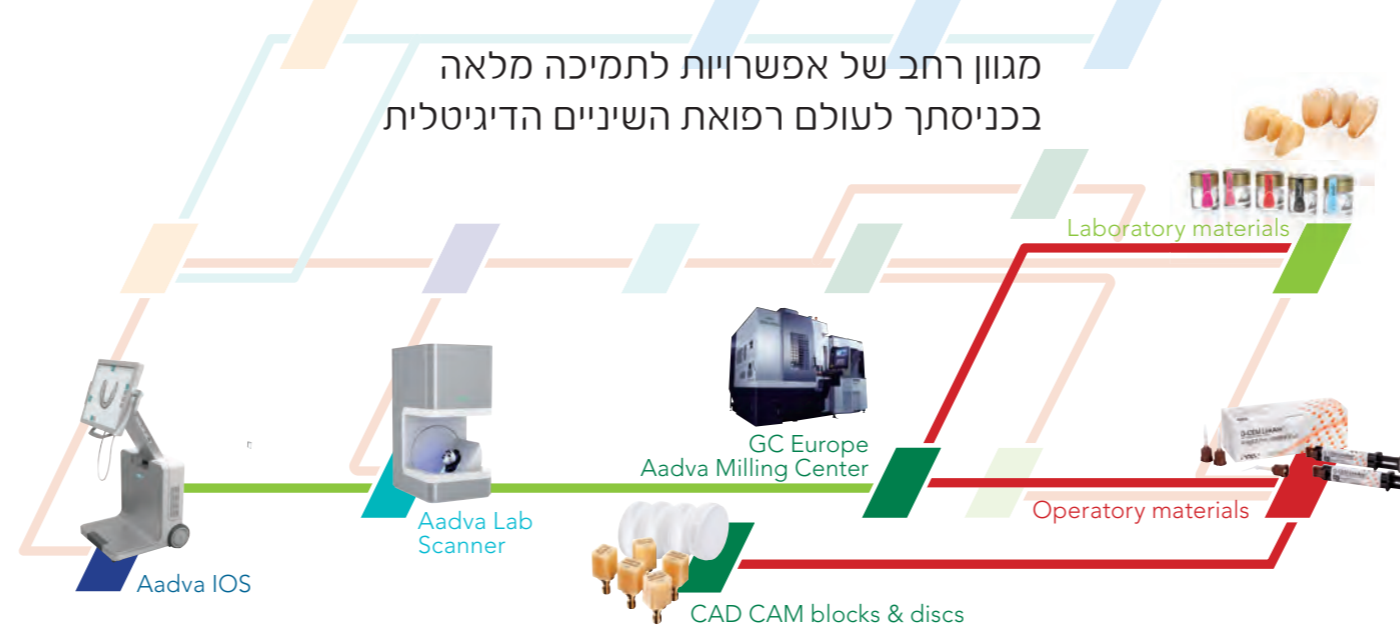 מגוון רחב של אפשרויות לתמיכה מלאה
בכניסתך לעולם רפואת השיניים הדיגיטלית
Laboratory materials
GC Europe
Aadva Milling Center
Operatory materials
Aadva Lab
Scanner
Aadva IOS
CAD CAM blocks & discs